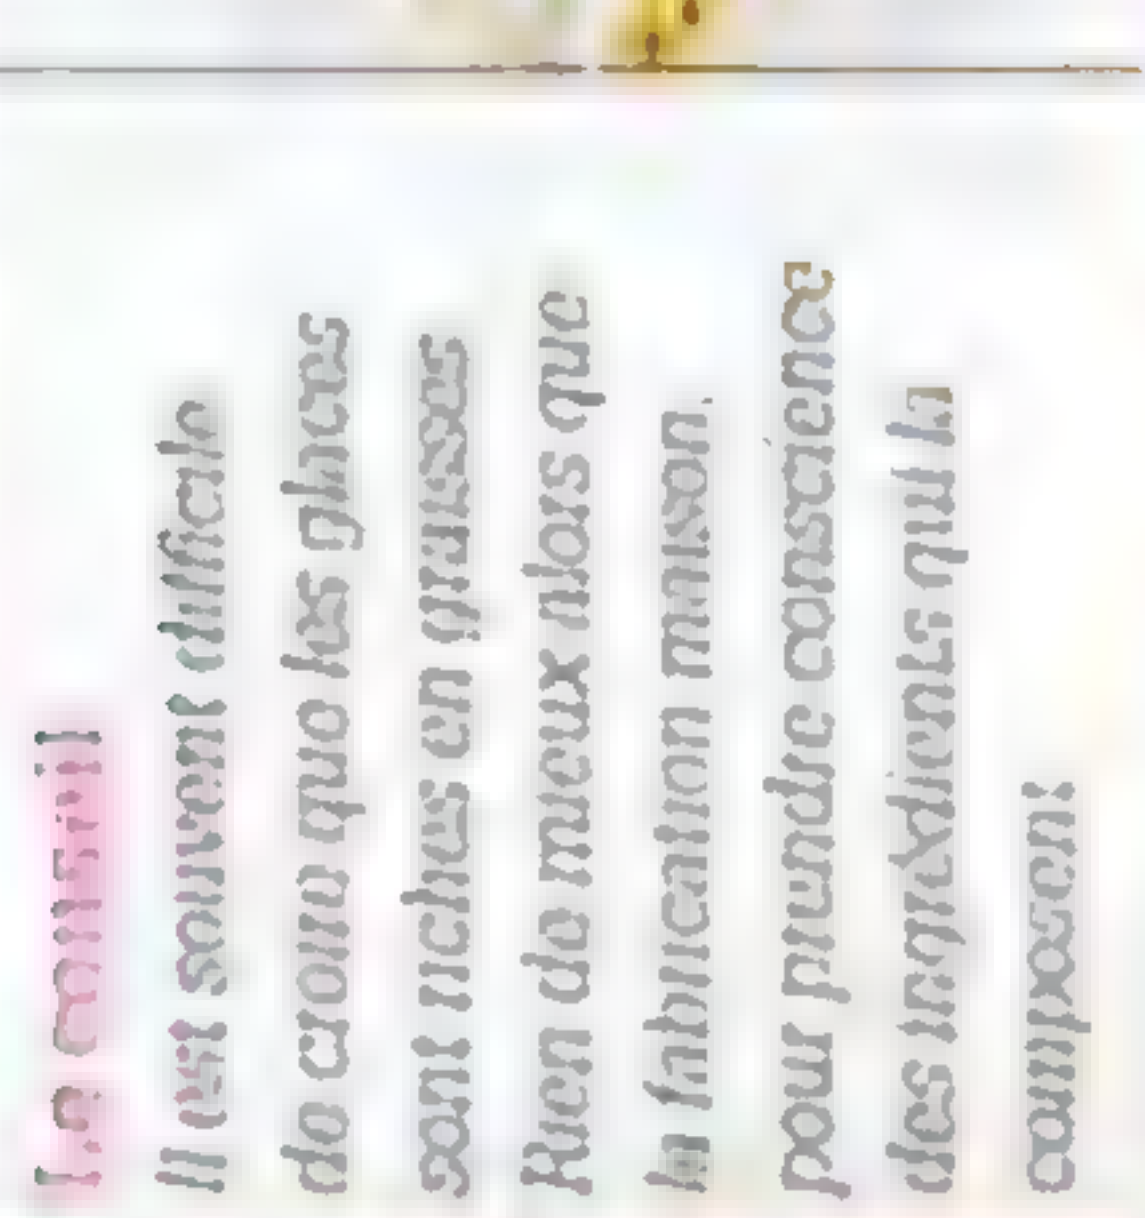 Le conseil
Il est souvent difficile
de croire que les glaces
sont riches en graisses.
Rien de mieux alors que
la fabrication maison
pour prendre conscience
des ingrédients qui
composent